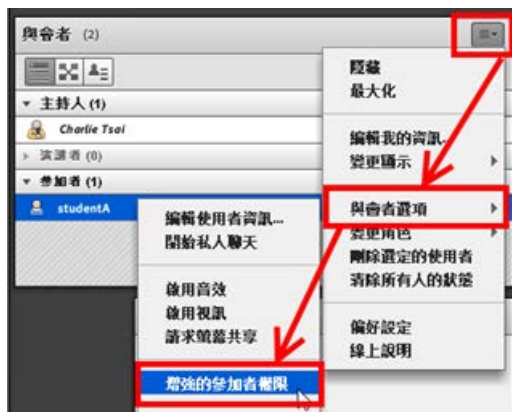 與會者 (2)
主持人 (1)
Charlie Tsai
演講者 (0)
參加者 (1)
studentA
隱藏
最大化
編輯我的資訊...
變更顯示
與會者選項
變更角色
刪除選定的使用者
清除所有人的狀態
偏好設定
線上說明
編輯使用者資訊...
開始私人聊天
啟用音效
啟用視訊
請求螢幕共享
增強的參加者權限